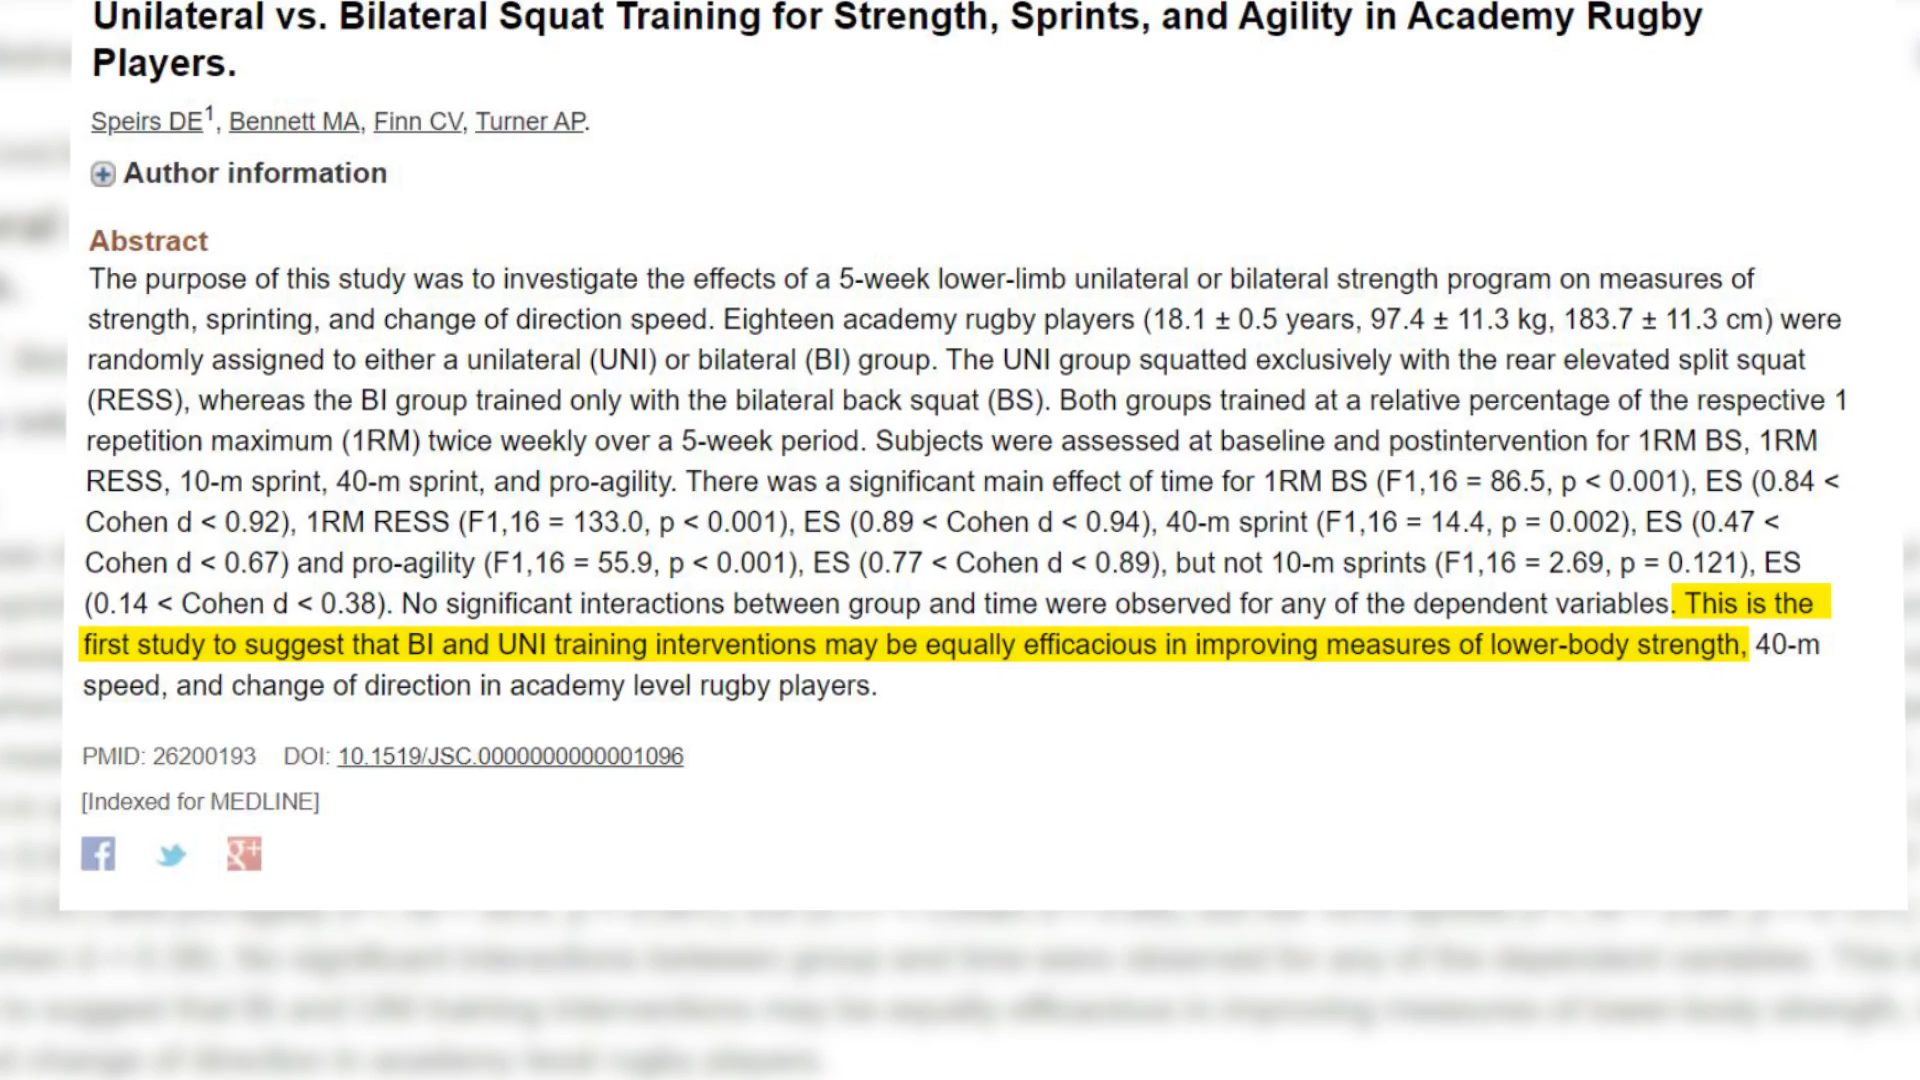 Unilateral vs. Bilateral Squat Training for Strength, Sprints, and Agility in Academy Rugby
Players.
Speirs DE1, Bennett MA, Finn CV, Turner AP.
Author information
Abstract
The purpose of this study was to investigate the effects of a 5-week lower-limb unilateral or bilateral strength program on measures of
strength, sprinting, and change of direction speed. Eighteen academy rugby players (18.1 ± 0.5 years, 97.4 ± 11.3 kg, 183.7 ± 11.3 cm) were
randomly assigned to either a unilateral (UNI) or bilateral (BI) group. The UNI group squatted exclusively with the rear elevated split squat
(RESS), whereas the BI group trained only with the bilateral back squat (BS). Both groups trained at a relative percentage of the respective 1
repetition maximum (1RM) twice weekly over a 5-week period. Subjects were assessed at baseline and postintervention for 1RM BS, 1RM
RESS, 10-m sprint, 40-m sprint, and pro-agility. There was a significant main effect of time for 1RM BS (F1,16 = 86.5, p < 0.001), ES (0.84 <
Cohen d < 0.92), 1RM RESS (F1,16 = 133.0, p < 0.001), ES (0.89 < Cohen d < 0.94), 40-m sprint (F1,16 = 14.4, p = 0.002), ES (0.47 <
Cohen d < 0.67) and pro-agility (F1,16 = 55.9, p < 0.001), ES (0.77 < Cohen d < 0.89), but not 10-m sprints (F1,16 = 2.69, p = 0.121), ES
(0.14 < Cohen d < 0.38). No significant interactions between group and time were observed for any of the dependent variables. This is the
first study to suggest that BI and UNI training interventions may be equally efficacious in improving measures of lower-body strength, 40-m
speed, and change of direction in academy level rugby players.
PMID: 26200193 DOI: 10.1519/JSC.0000000000001096
[Indexed for MEDLINE]
f
g+